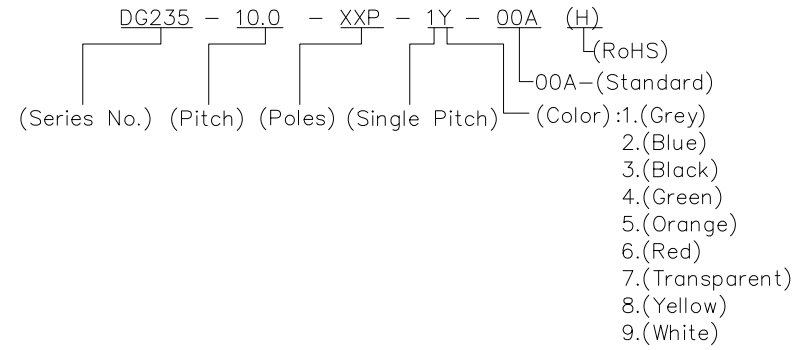 DG235 - 10.0 - XXP - 1Y - 00A (H)
(RoHS)
00A-(Standard)
(Series No.) (Pitch) (Poles) (Single Pitch) (Color):1.(Grey)
2.(Blue)
3.(Black)
4.(Green)
5.(Orange)
6.(Red)
7.(Transparent)
8.(Yellow)
9.(White)